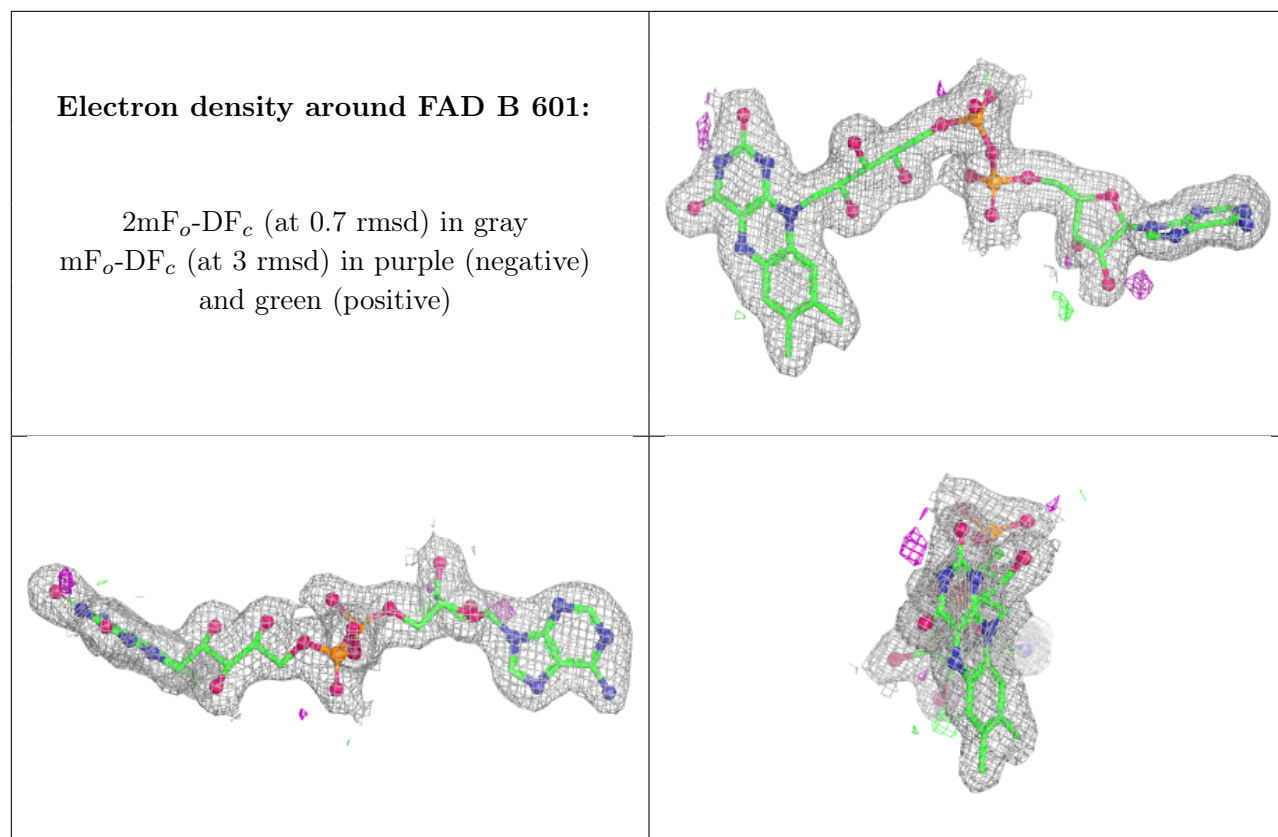 Electron density around FAD B 601:
2mFo-DFc (at 0.7 rmsd) in gray
mFo-DFc (at 3 rmsd) in purple (negative)
and green (positive)